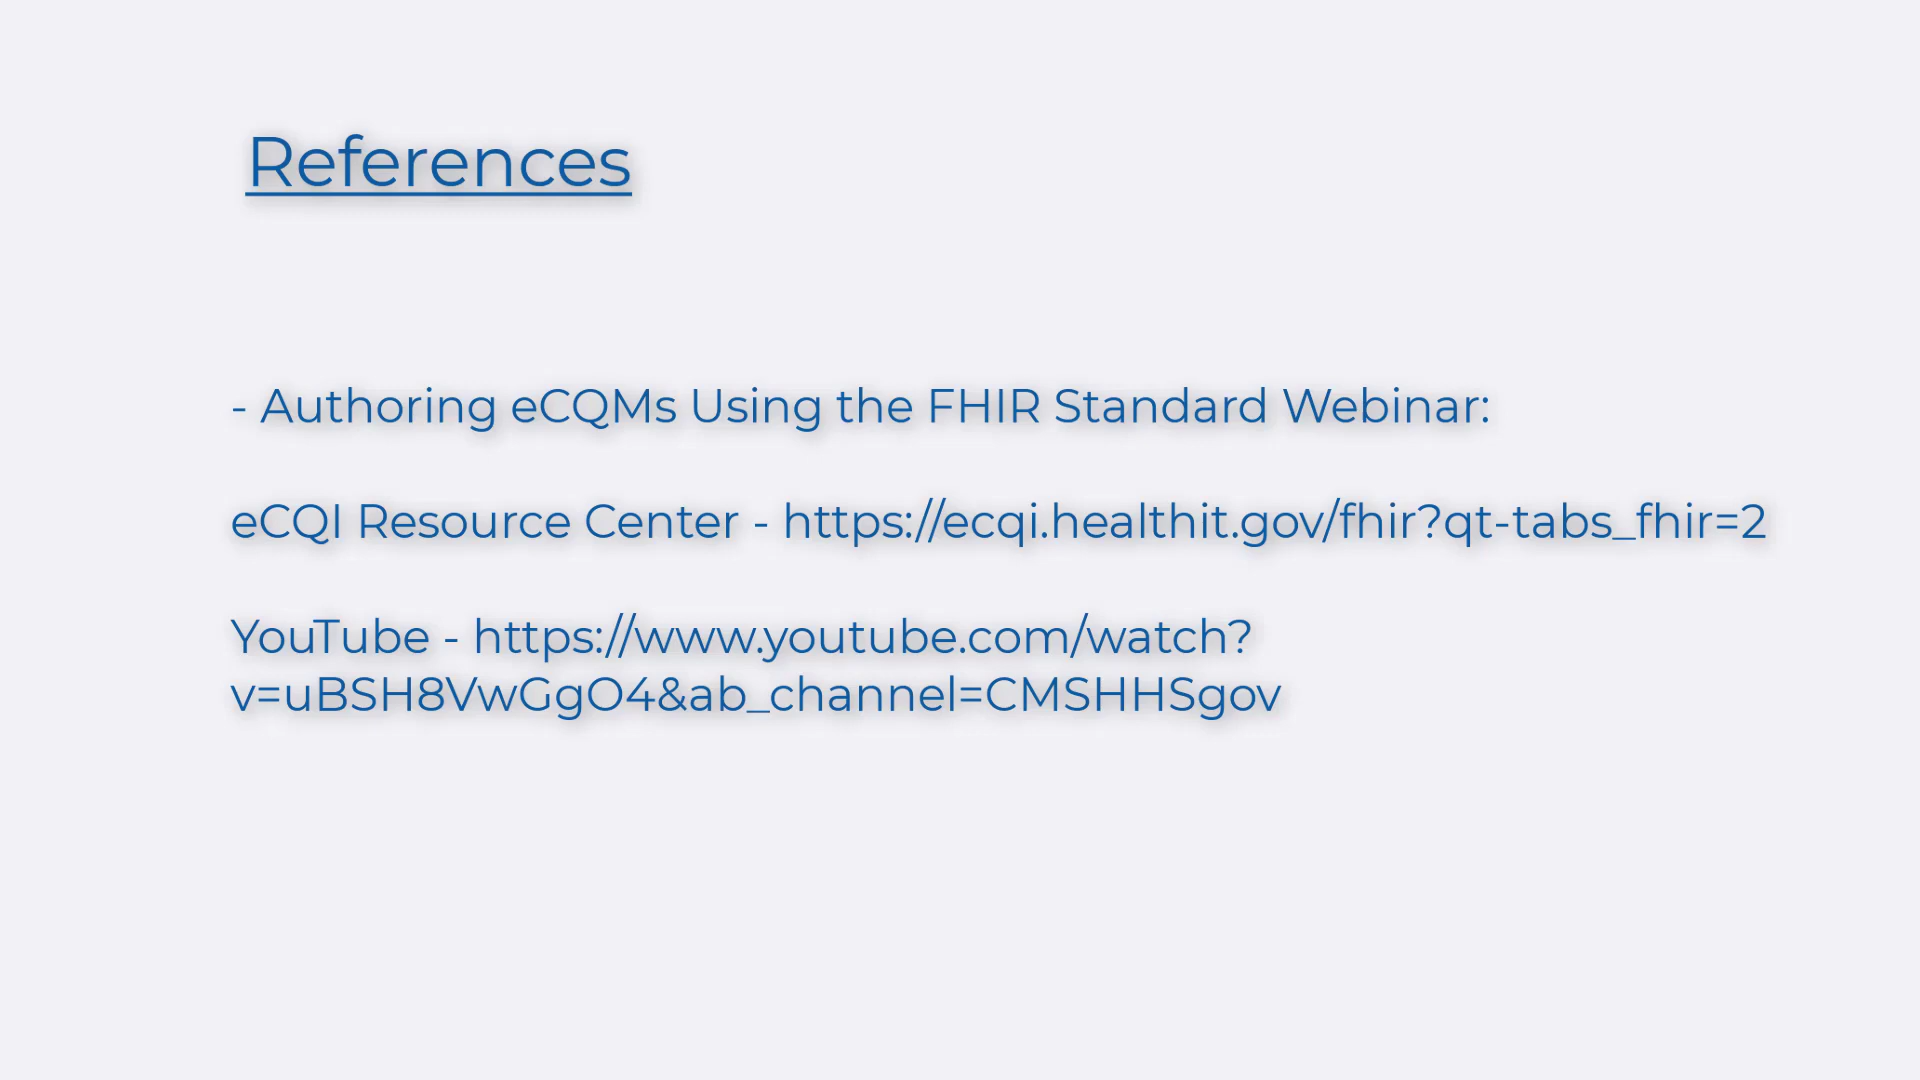 References
- Authoring eCQMs Using the FHIR Standard Webinar:
eCQI Resource Center - https://ecqi.healthit.gov/fhir?qt-tabs_fhir=2
YouTube - https://www.youtube.com/watch?
v=uBSH8VwGgO4&ab_channel=CMSHHSgov